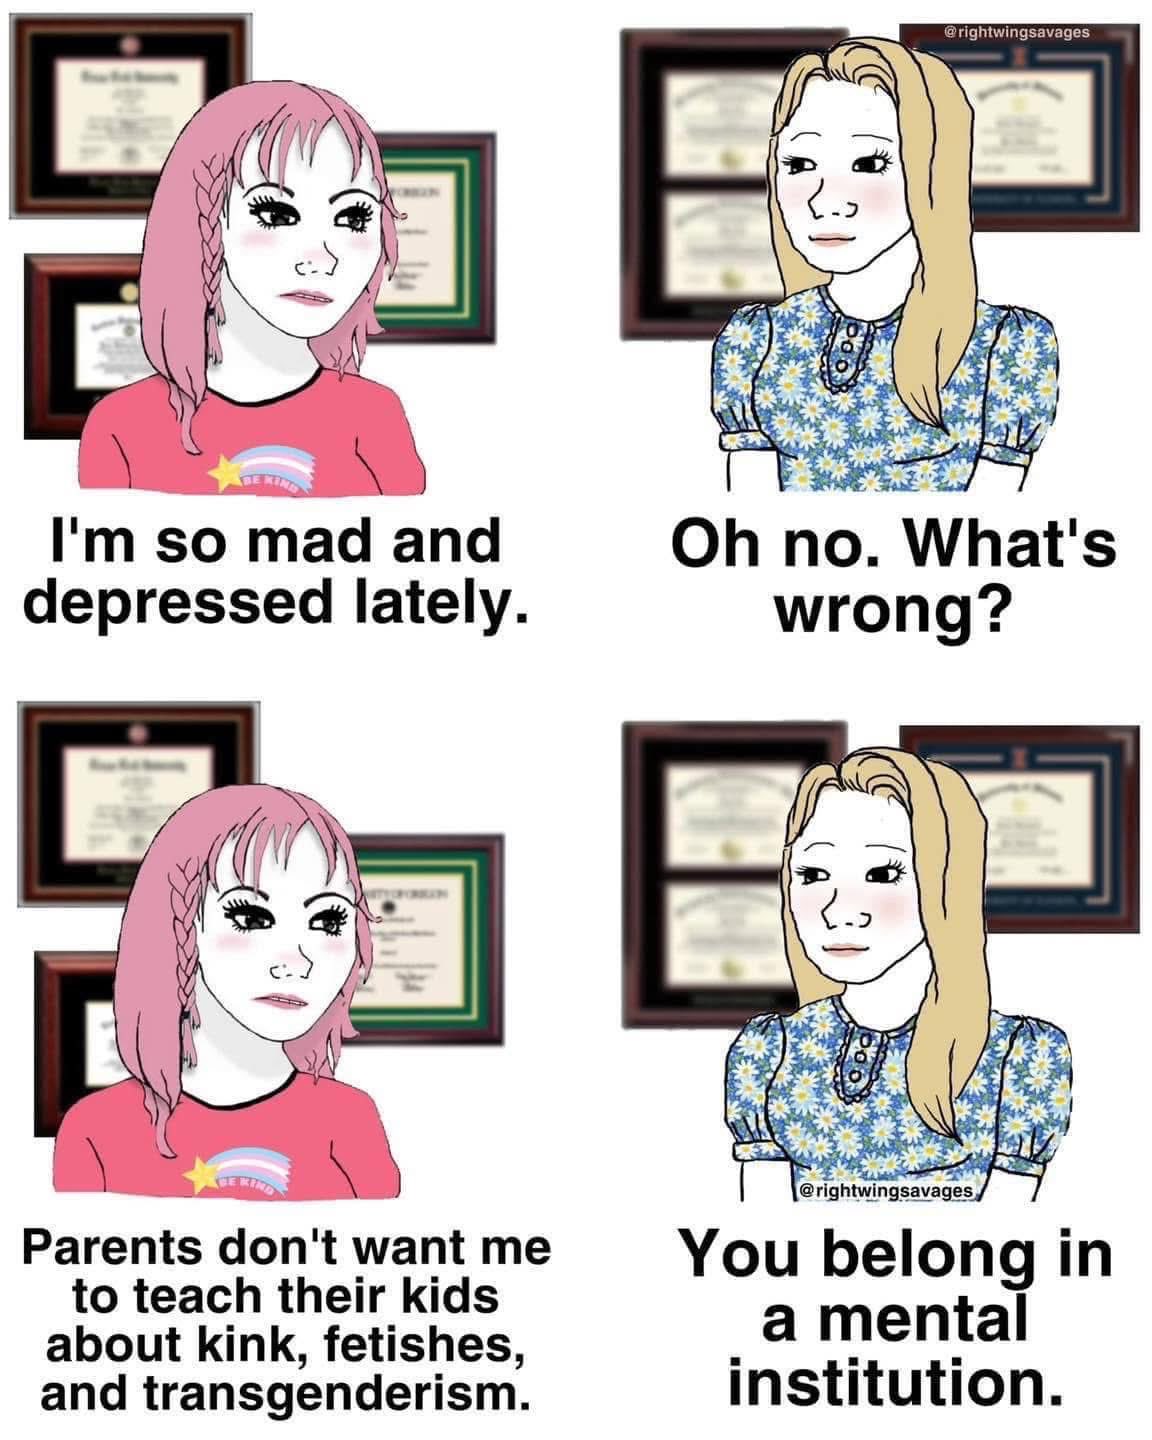 @rightwingsavages
BE KIND
I'm so mad and
depressed lately.
Oh no. What's
wrong?
BE KIND
@rightwingsavages
Parents don't want me
to teach their kids
about kink, fetishes,
and transgenderism.
You belong in
a mental
institution.